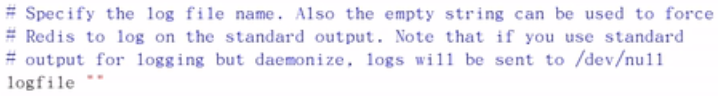 # Specify the log file name. Also the empty string can be used to force
# Redis to log on the standard output. Note that if you use standard
# output for logging but daemonize, logs will be sent to /dev/null
logfile ""